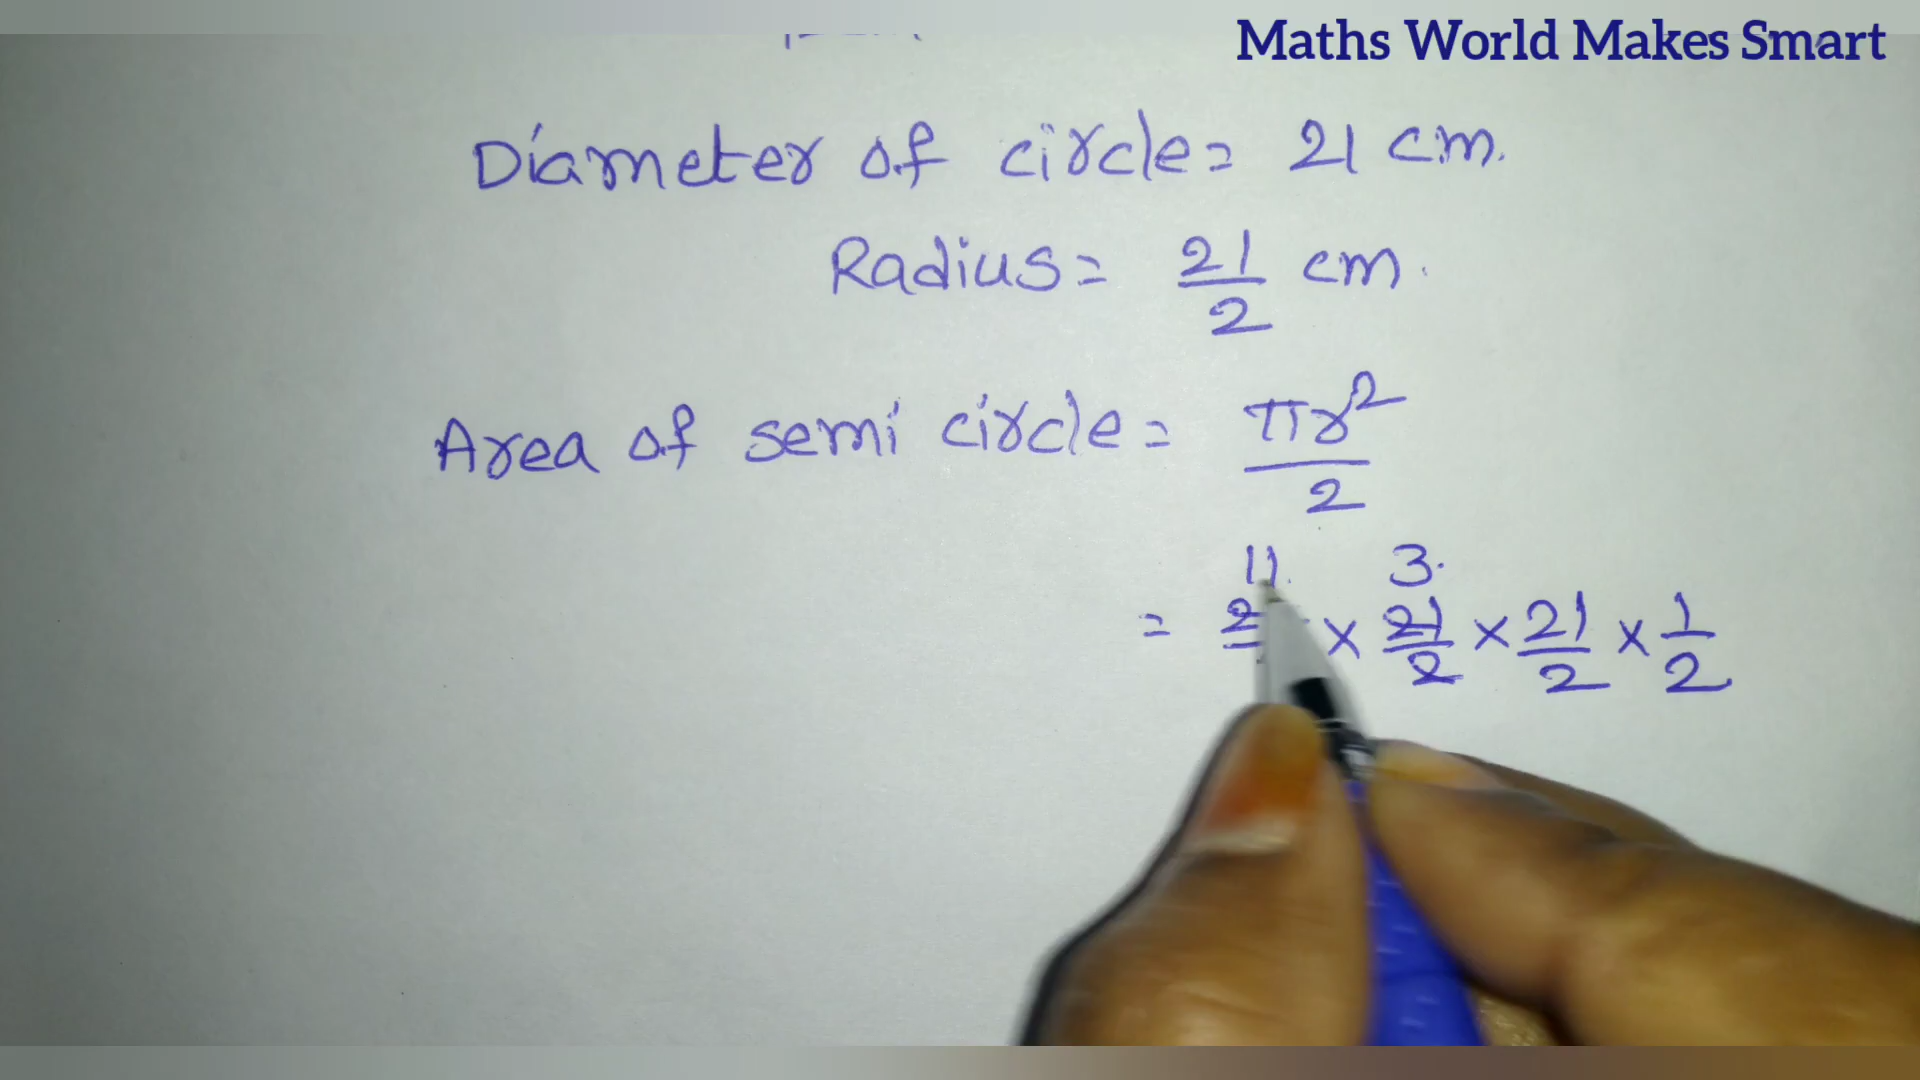 Maths World Makes Smart
Diameter of circle = 21 cm.
Radius = 21/2 cm.
Area of semi circle = πr²/2
11. 3.
= × 21/2 × 21/2 × 1/2